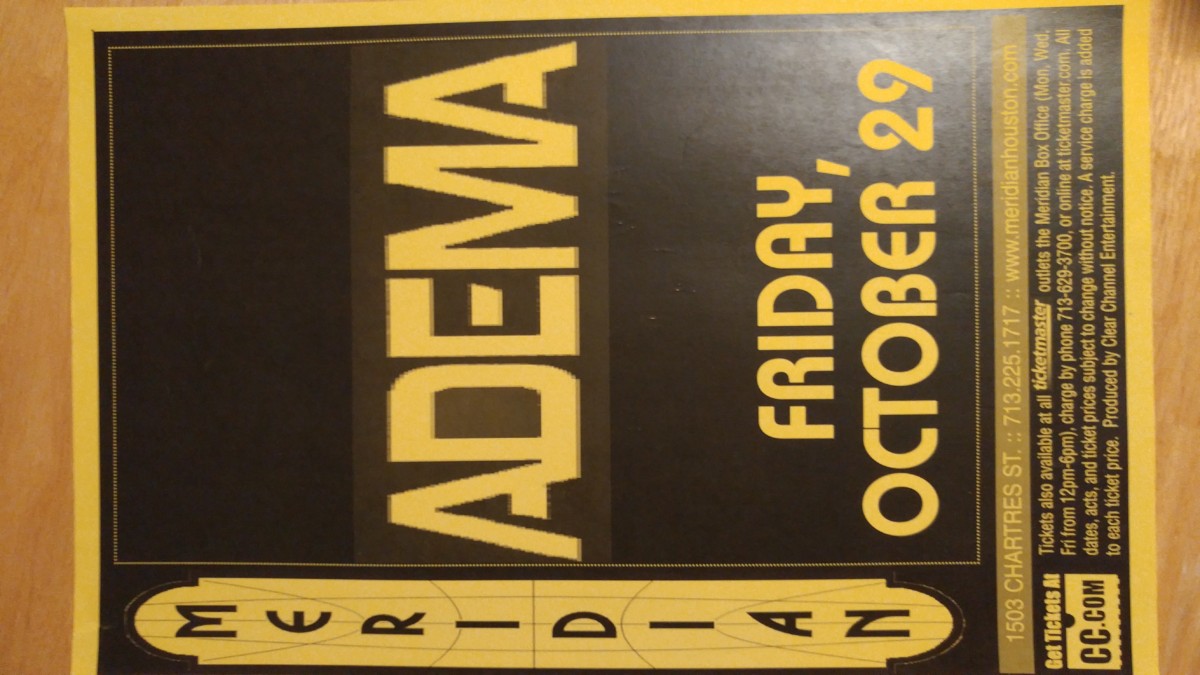 MERIDIAN
ADEMA
FRIDAY,
OCTOBER 29
1503 CHARTRES ST. :: 713.225.1717 :: www.meridianhouston.com
Get Tickets At
CC.COM
Tickets also available at all ticketmaster outlets the Meridian Box Office (Mon, Wed,
Fri from 12pm-6pm), charge by phone 713-629-3700, or online at ticketmaster.com. All
dates, acts, and ticket prices subject to change without notice. A service charge is added
to each ticket price. Produced by Clear Channel Entertainment.